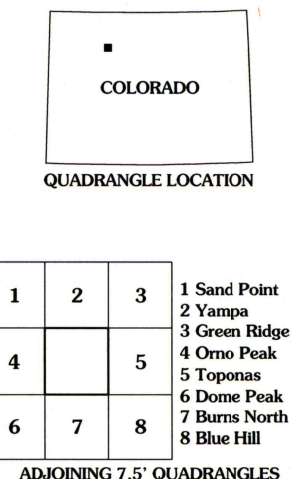 COLORADO
QUADRANGLE LOCATION
1 2 3
4 5
6 7 8
1 Sand Point
2 Yampa
3 Green Ridge
4 Orno Peak
5 Toponas
6 Dome Peak
7 Burns North
8 Blue Hill
ADJOINING 7.5' QUADRANGLES